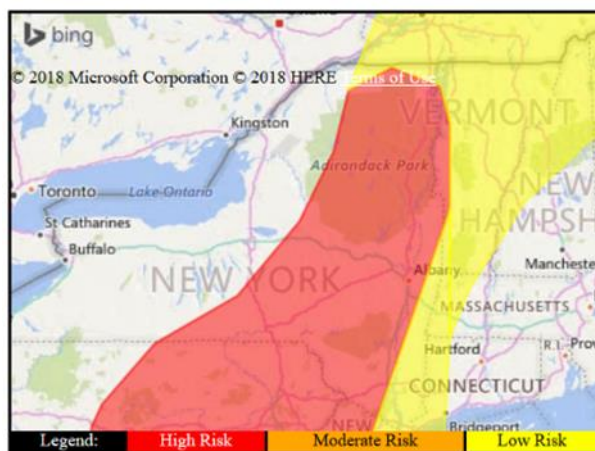 bing
© 2018 Microsoft Corporation © 2018 HERE Terms of Use
VERMONT
Kingston
Adirondack Park
Toronto
Lake Ontario
NEW
HAMPSH
St Catharines
Buffalo
Manchester
NEW YORK
Albany
MASSACHUSETTS
Hartford
R.I.
Prov
CONNECTICUT
NEW
Bridgeport
Legend: High Risk Moderate Risk Low Risk